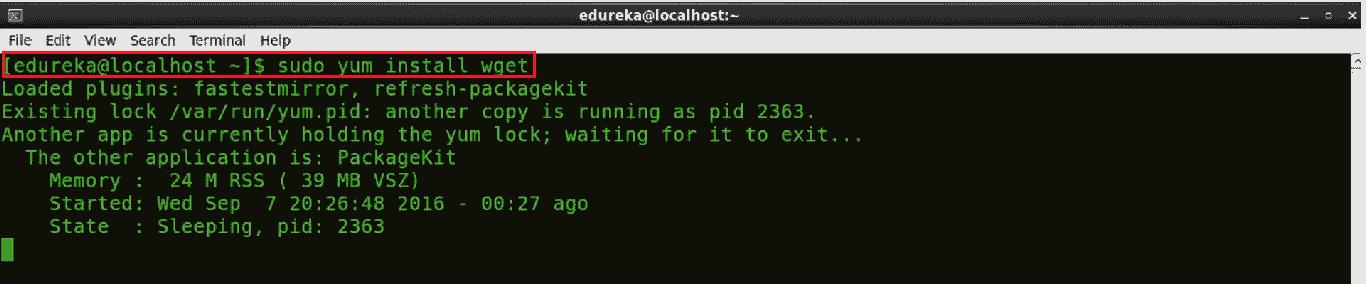 edureka@localhost:~
File Edit View Search Terminal Help
[edureka@localhost ~]$ sudo yum install wget
Loaded plugins: fastestmirror, refresh-packagekit
Existing lock /var/run/yum.pid: another copy is running as pid 2363.
Another app is currently holding the yum lock; waiting for it to exit...
  The other application is: PackageKit
    Memory :  24 M RSS ( 39 MB VSZ)
    Started: Wed Sep  7 20:26:48 2016 - 00:27 ago
    State  : Sleeping, pid: 2363